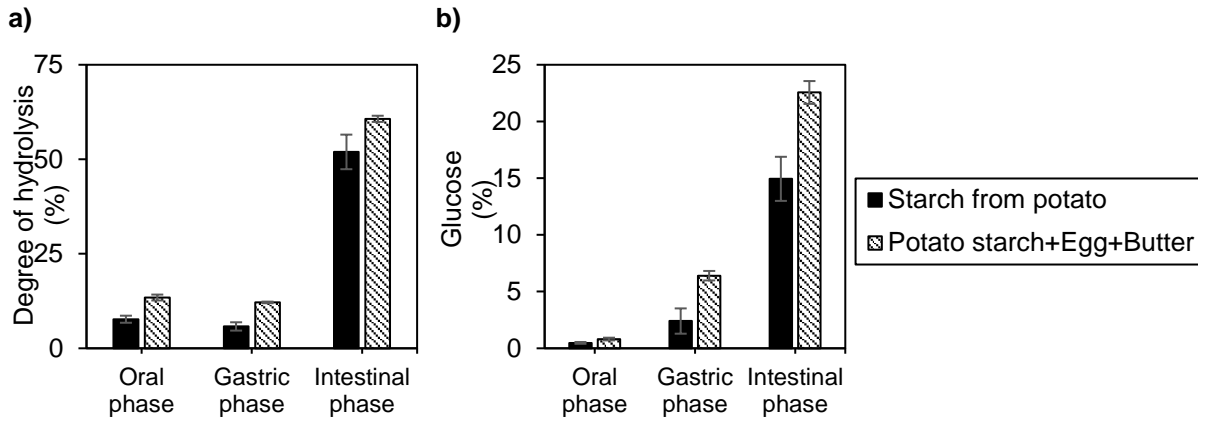 a)
Degree of hydrolysis
(%)
75
50
25
0
Oral
phase
Gastric
phase
Intestinal
phase
b)
Glucose
(%)
25
20
15
10
5
0
Oral
phase
Gastric
phase
Intestinal
phase
Starch from potato
Potato starch+Egg+Butter